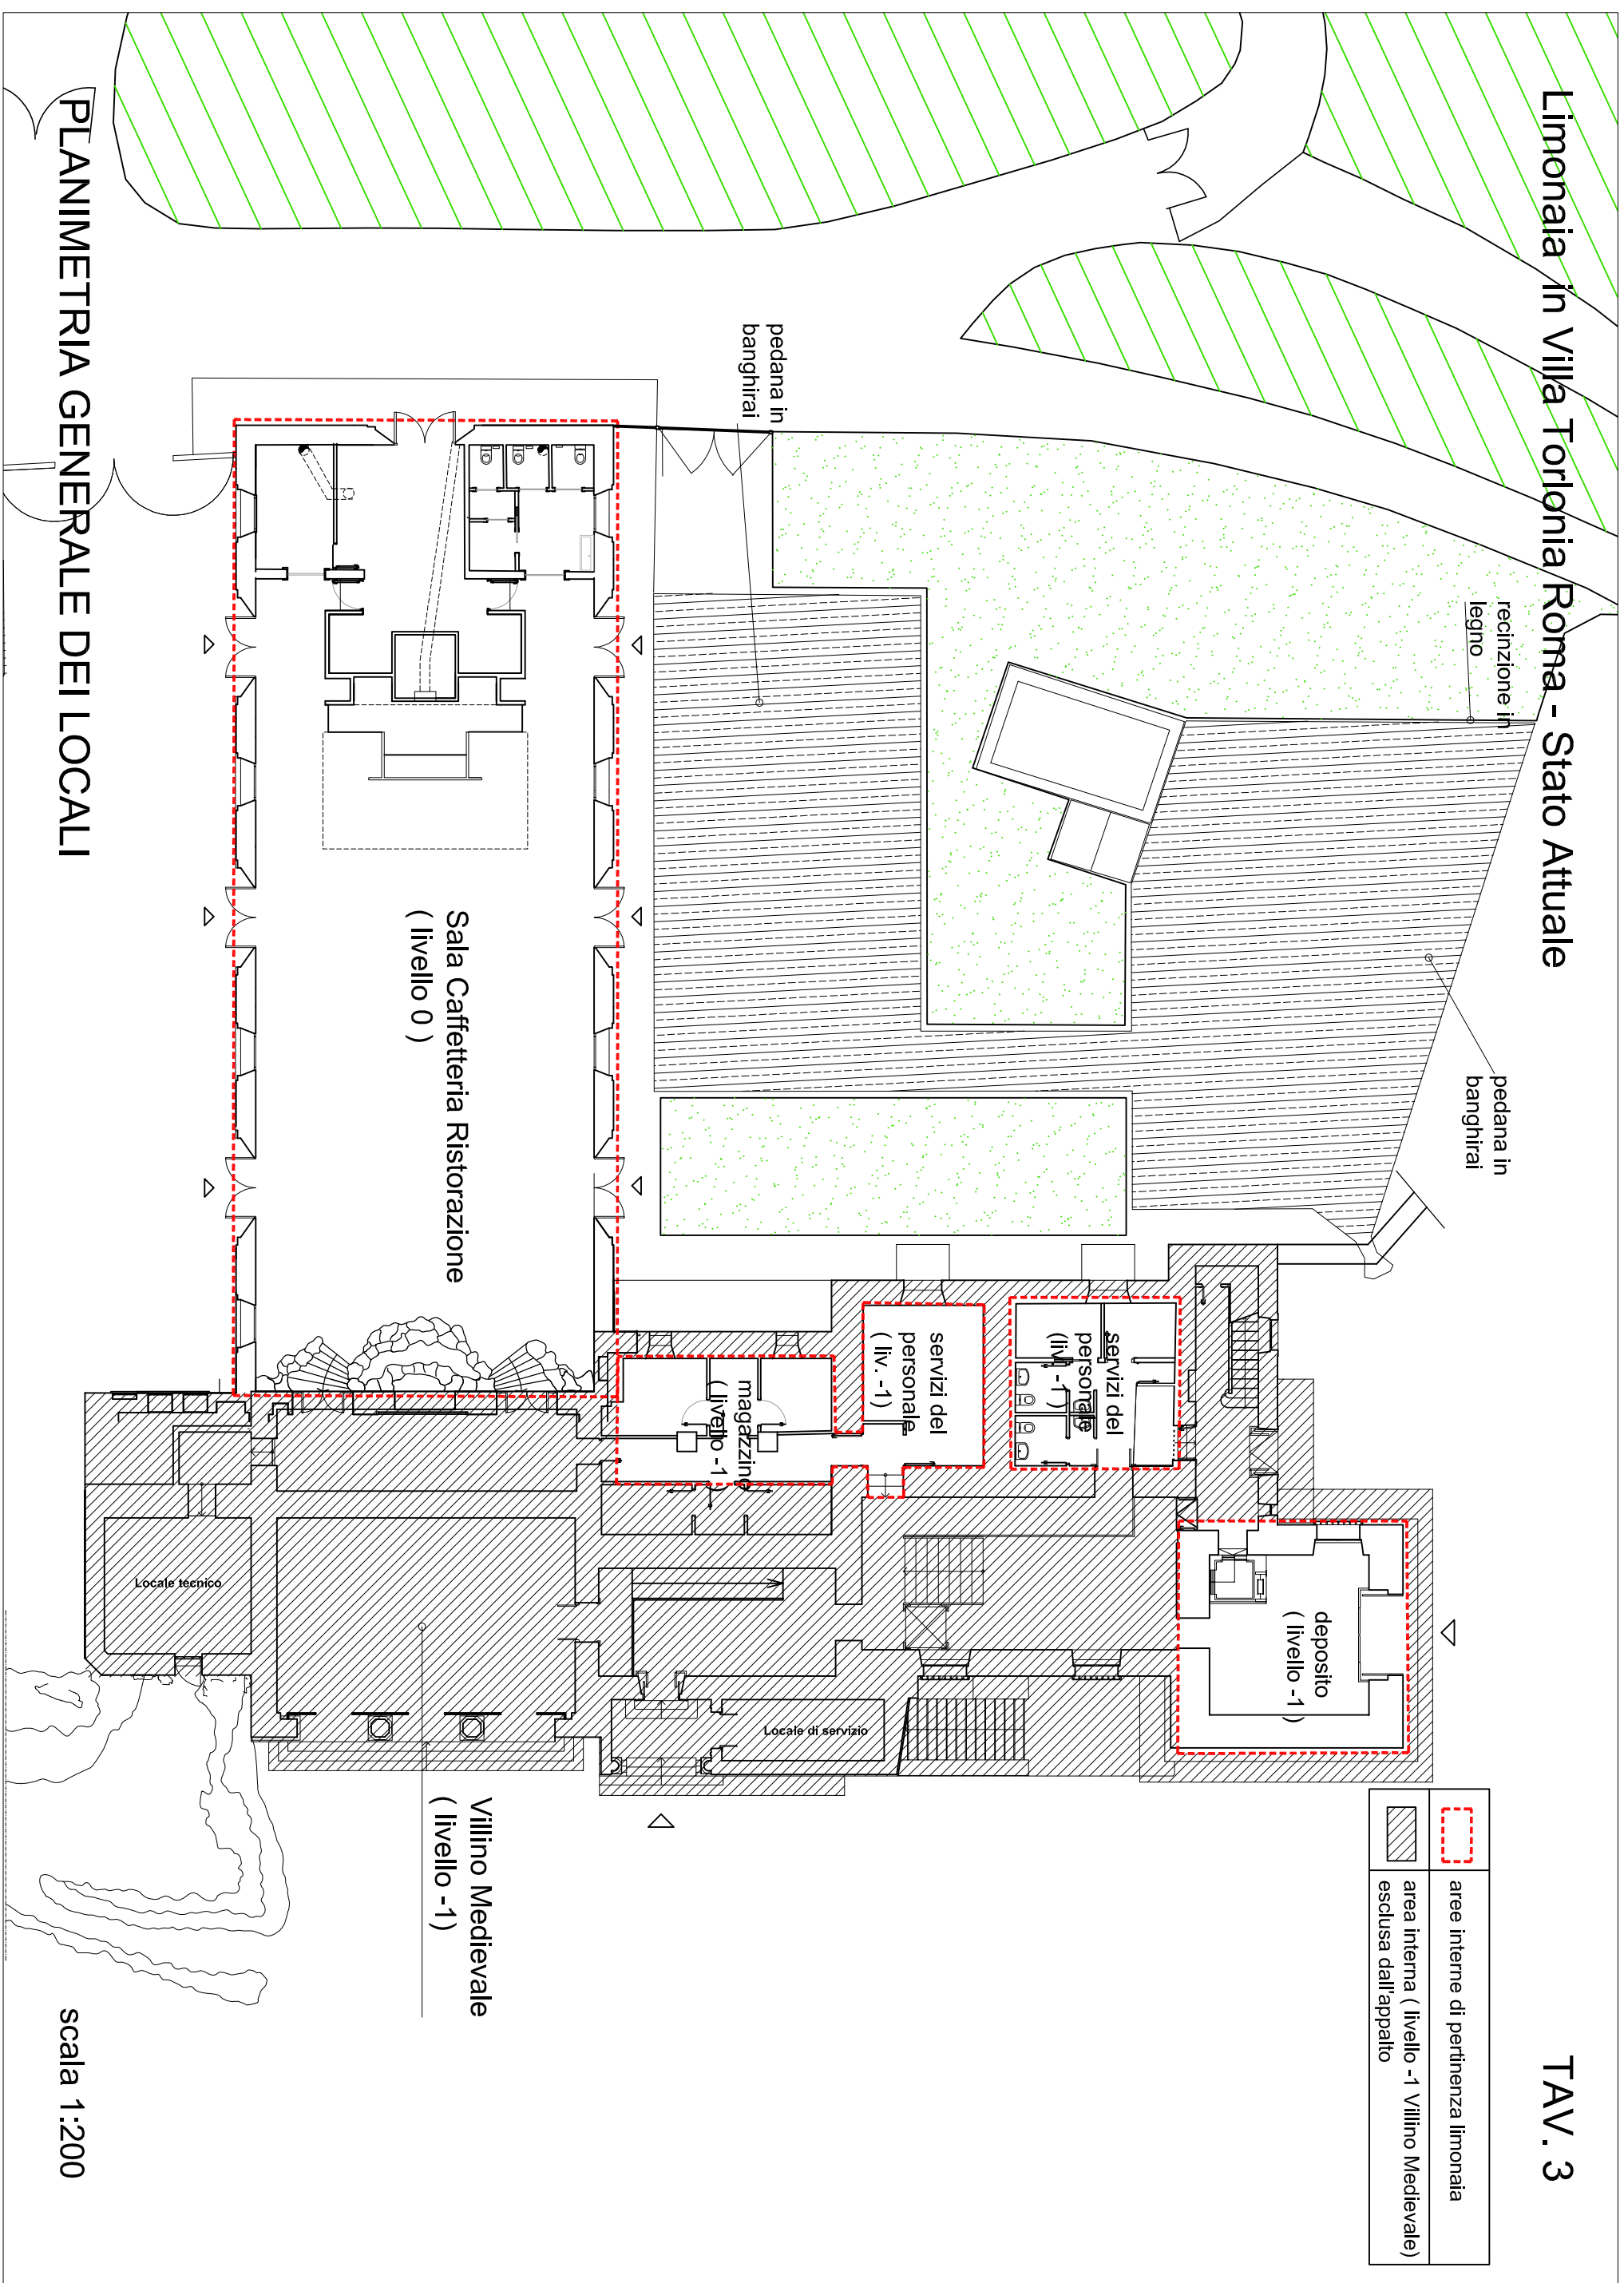 Limonaia in Villa Torlonia Roma - Stato Attuale
TAV. 3
recinzione in
legno
pedana in
banghirai
pedana in
banghirai
Sala Caffetteria Ristorazione
( livello 0 )
servizi del
personale
(liv. -1)
servizi del
personale
( liv. -1)
magazzino
( livello -1 )
deposito
( livello -1)
Locale tecnico
Locale di servizio
Villino Medievale
( livello -1)
aree interne di pertinenza limonaia
area interna ( livello -1 Villino Medievale)
esclusa dall'appalto
PLANIMETRIA GENERALE DEI LOCALI
scala 1:200